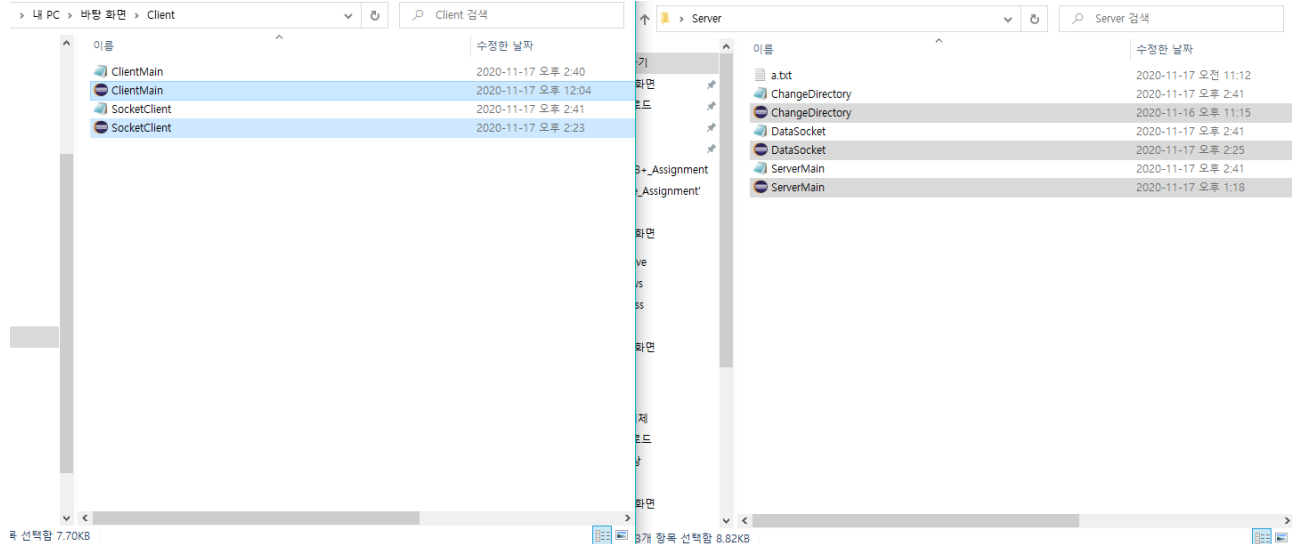 › 내 PC › 바탕 화면 › Client
Client 검색
이름 수정한 날짜
ClientMain 2020-11-17 오후 2:40
ClientMain 2020-11-17 오후 12:04
SocketClient 2020-11-17 오후 2:41
SocketClient 2020-11-17 오후 2:23
목 선택함 7.70KB
› Server
Server 검색
이름 수정한 날짜
a.txt 2020-11-17 오전 11:12
ChangeDirectory 2020-11-17 오후 2:41
ChangeDirectory 2020-11-16 오후 11:15
DataSocket 2020-11-17 오후 2:41
DataSocket 2020-11-17 오후 2:25
ServerMain 2020-11-17 오후 2:41
ServerMain 2020-11-17 오후 1:18
가기
화면
로드
B+_Assignment
_Assignment'
화면
ve
vs
ss
화면
로드
화면
3개 항목 선택함 8.82KB